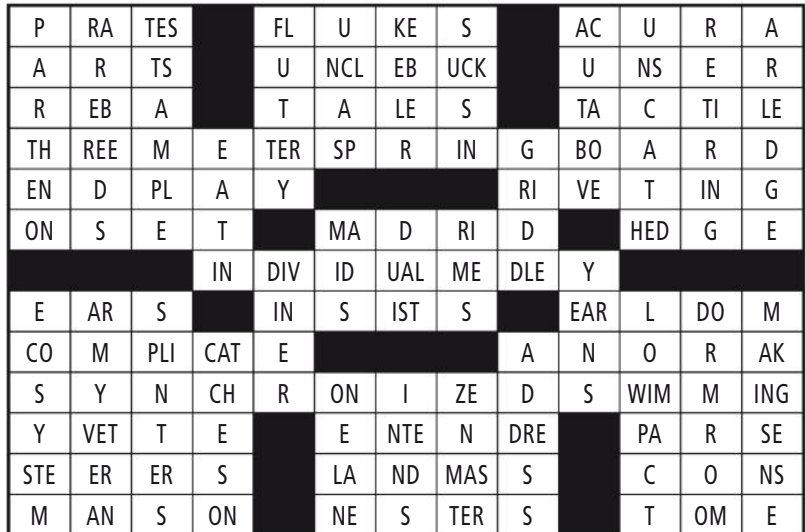 P RA TES FL U KE S AC U R A
A R TS U NCL EB UCK U NS E R
R EB A T A LE S TA C TI LE
TH REE M E TER SP R IN G BO A R D
EN D PL A Y RI VE T IN G
ON S E T MA D RI D HED G E
IN DIV ID UAL ME DLE Y
E AR S IN S IST S EAR L DO M
CO M PLI CAT E A N O R AK
S Y N CH R ON I ZE D S WIM M ING
Y VET T E E NTE N DRE PA R SE
STE ER ER S LA ND MAS S C O NS
M AN S ON NE S TER S T OM E